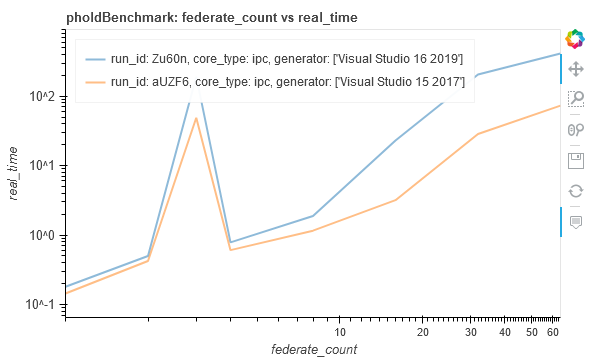 pholdBenchmark: federate_count vs real_time
run_id: Zu60n, core_type: ipc, generator: ['Visual Studio 16 2019']
run_id: aUZF6, core_type: ipc, generator: ['Visual Studio 15 2017']
real_time
10^2
10^1
10^0
10^-1
10 20 30 40 50 60
federate_count